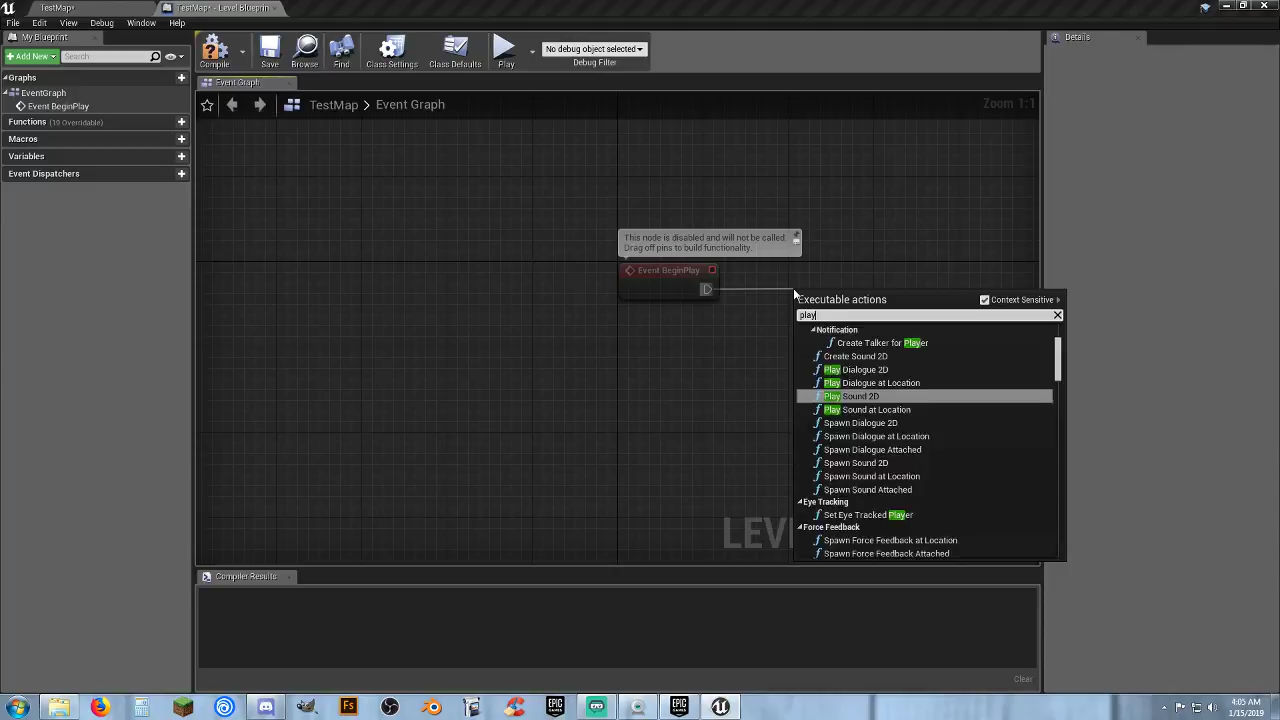 TestMap*
TestMap* - Level Blueprint*
File Edit View Debug Window Help
My Blueprint
Add New
Search
Graphs
EventGraph
Event BeginPlay
Functions (19 Overridable)
Macros
Variables
Event Dispatchers
Compile
Save
Browse
Find
Class Settings
Class Defaults
Play
No debug object selected
Debug Filter
Event Graph
TestMap > Event Graph
Zoom 1:1
This node is disabled and will not be called.
Drag off pins to build functionality.
Event BeginPlay
Executable actions
Context Sensitive
play
Notification
Create Talker for Player
Create Sound 2D
Play Dialogue 2D
Play Dialogue at Location
Play Sound 2D
Play Sound at Location
Spawn Dialogue 2D
Spawn Dialogue at Location
Spawn Dialogue Attached
Spawn Sound 2D
Spawn Sound at Location
Spawn Sound Attached
Eye Tracking
Set Eye Tracked Player
Force Feedback
Spawn Force Feedback at Location
Spawn Force Feedback Attached
Details
Compiler Results
Clear
Fs
EPIC GAMES
EPIC GAMES
4:05 AM
1/15/2019